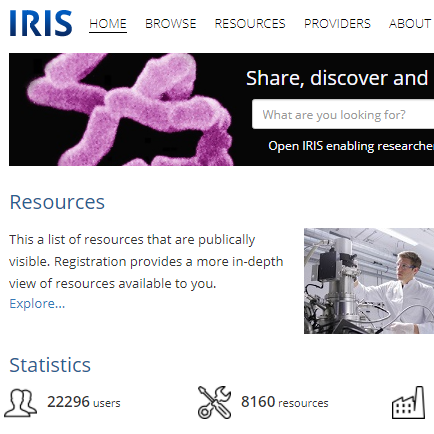 IRIS HOME BROWSE RESOURCES PROVIDERS ABOUT
Share, discover and
What are you looking for?
Open IRIS enabling researcher
Resources
This a list of resources that are publically
visible. Registration provides a more in-depth
view of resources available to you.
Explore...
Statistics
22296 users 8160 resources